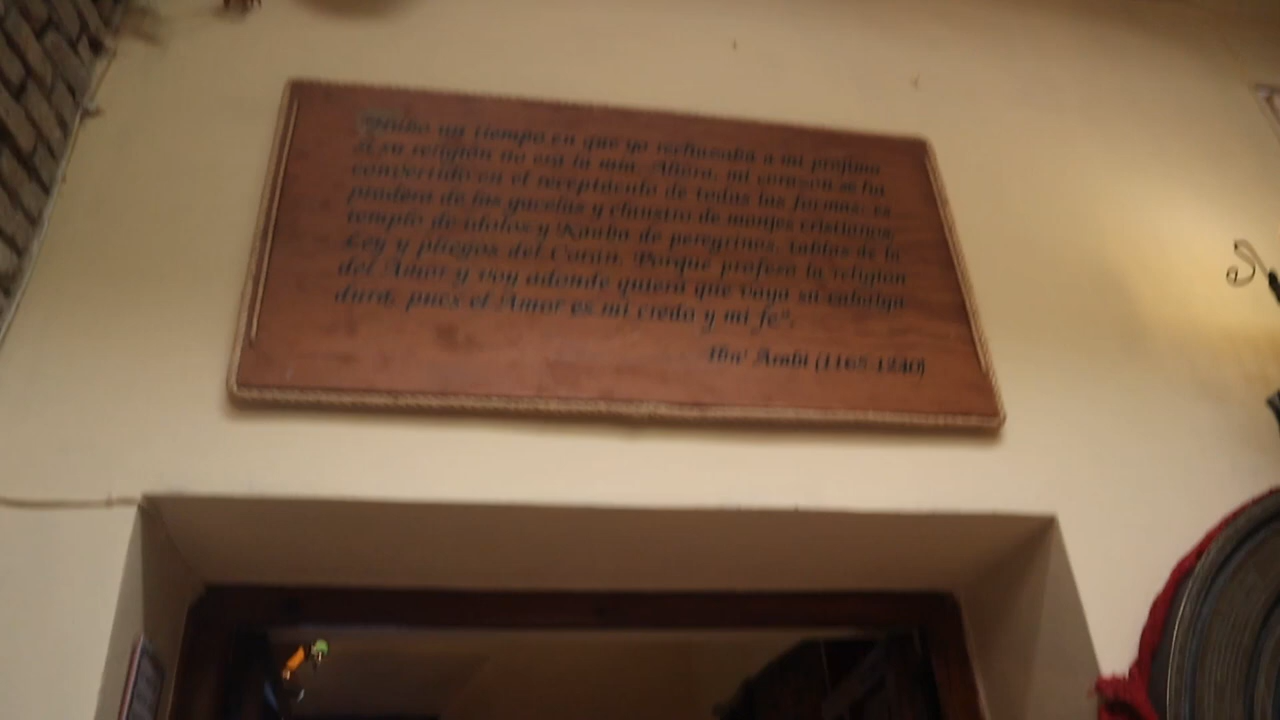 "Hubo un tiempo en que yo rechazaba a mi prójimo
si su religión no era la mía. Ahora, mi corazón se ha
convertido en el receptáculo de todas las formas: es
pradera de las gacelas y claustro de monjes cristianos,
templo de ídolos y Kaaba de peregrinos, tablas de la
Ley y pliegos del Corán. Porque profeso la religión
del Amor y voy adonde quiera que vaya su cabalga-
dura, pues el Amor es mi credo y mi fe".
Ibn' Arabi (1165-1240)